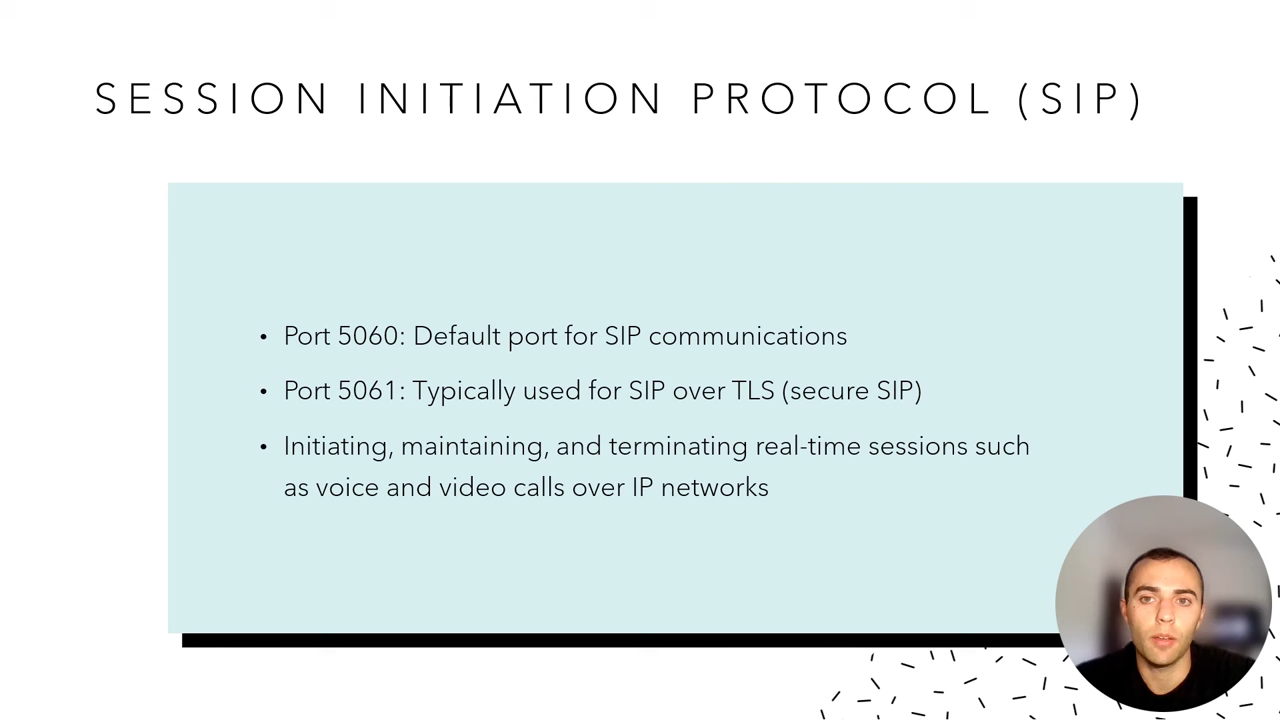 SESSION INITIATION PROTOCOL (SIP)
• Port 5060: Default port for SIP communications
• Port 5061: Typically used for SIP over TLS (secure SIP)
• Initiating, maintaining, and terminating real-time sessions such
as voice and video calls over IP networks